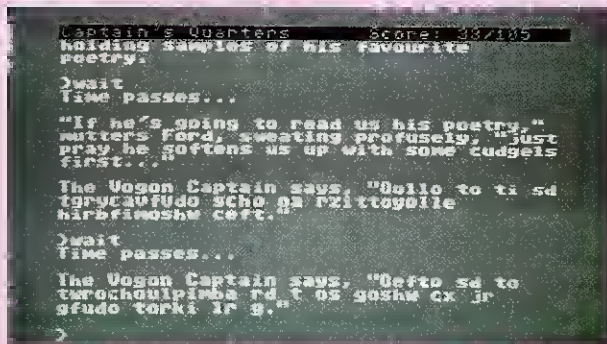 Captain's Quarters Score: 33/105
holding samples of his favourite
poetry.
>wait
Time passes...
"If he's going to read us his poetry,"
mutters Ford, sweating profusely, "just
pray he softens us up with some cudgels
first..."
The Vogon Captain says, "Gollo to ti sd
tgrycavfudo scho oa rzittoyolle
hirbfimoshw ceft."
>wait
Time passes...
The Vogon Captain says, "Gefto sd to
twrochoulpimba rd t os goshw cx jr
gfudo torki lr g."
>